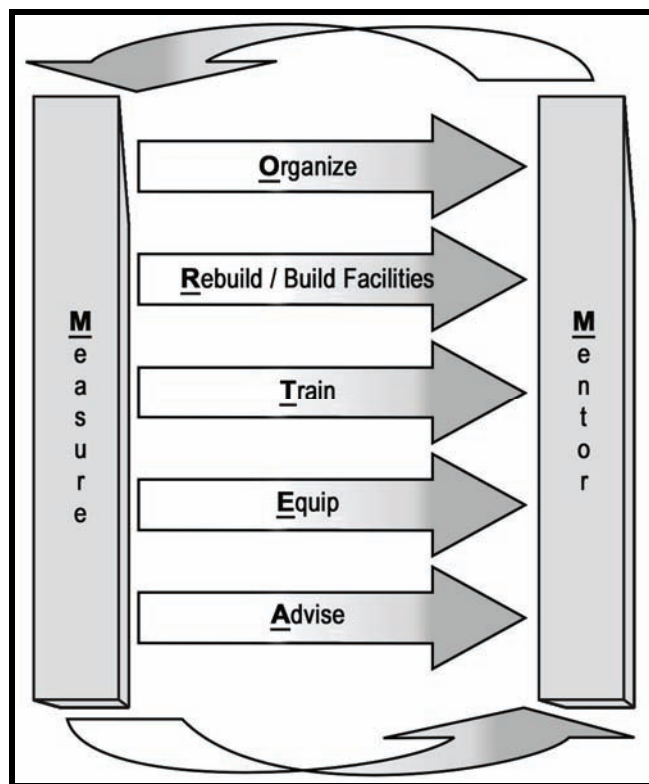 Measure
Organize
Rebuild / Build Facilities
Train
Equip
Advise
Mentor